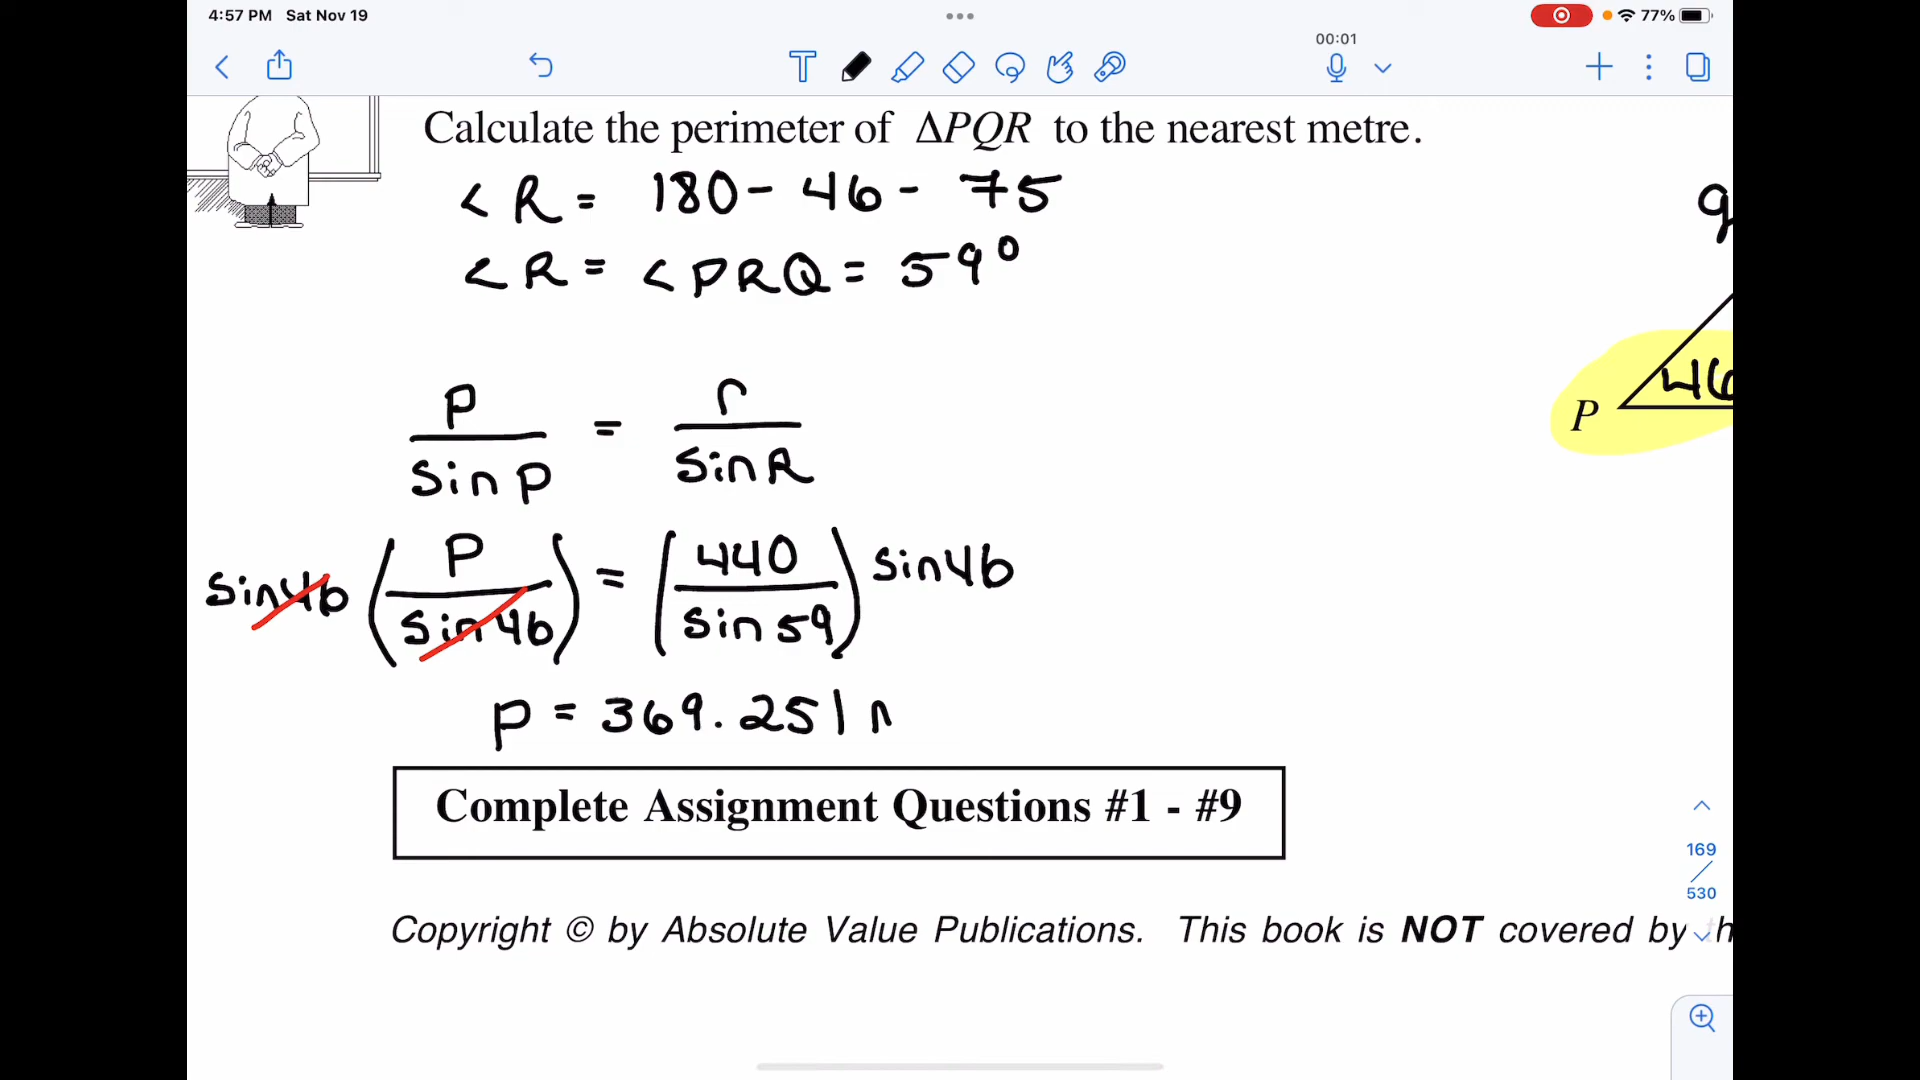 4:57 PM Sat Nov 19
77%
00:01
T
Calculate the perimeter of ΔPQR to the nearest metre.
<R = 180 - 46 - 75
<R = <PRQ = 59°
q
46
P
p/sin P = r/sin R
sin46 (p/sin46) = (440/sin59) sin46
p = 369.251
Complete Assignment Questions #1 - #9
169/530
Copyright © by Absolute Value Publications. This book is NOT covered by